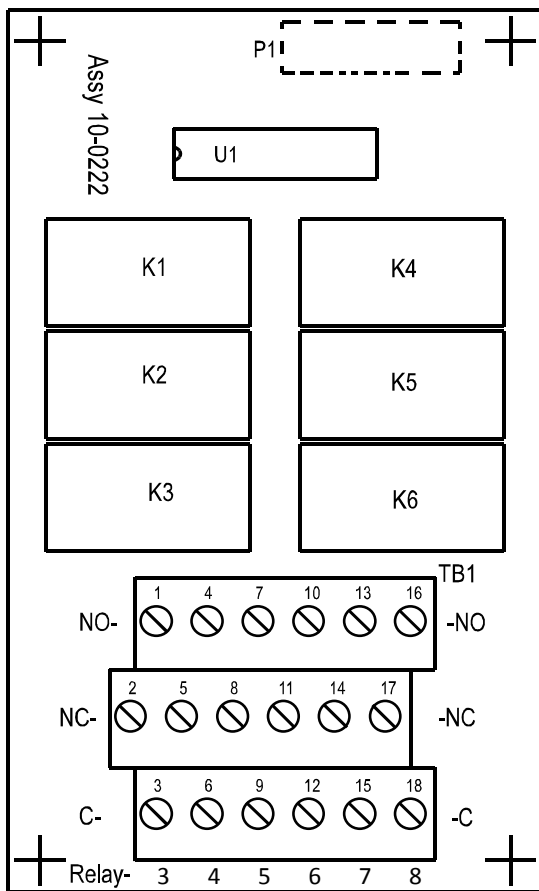 P1
Assy 10-0222
U1
K1 K4
K2 K5
K3 K6
TB1
1 4 7 10 13 16
NO- -NO
2 5 8 11 14 17
NC- -NC
3 6 9 12 15 18
C- -C
Relay- 3 4 5 6 7 8